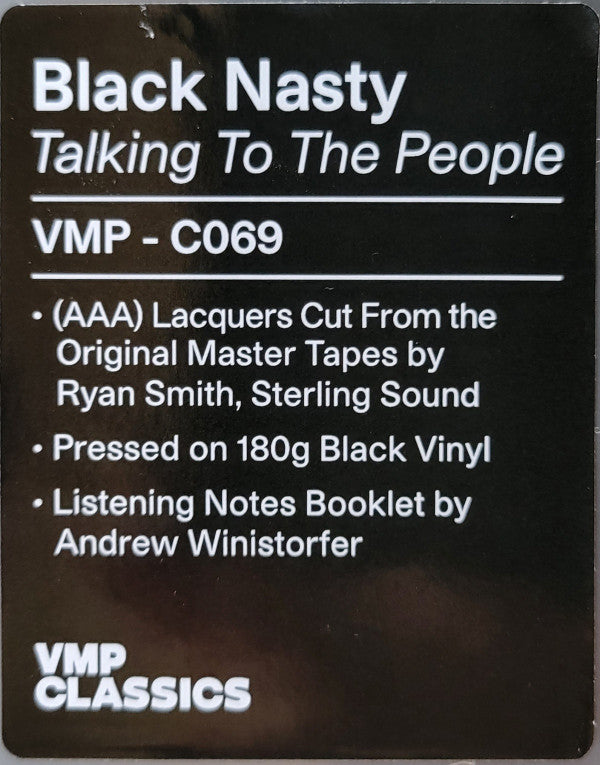 Black Nasty
Talking To The People
VMP - C069
• (AAA) Lacquers Cut From the
Original Master Tapes by
Ryan Smith, Sterling Sound
• Pressed on 180g Black Vinyl
• Listening Notes Booklet by
Andrew Winistorfer
VMP
CLASSICS